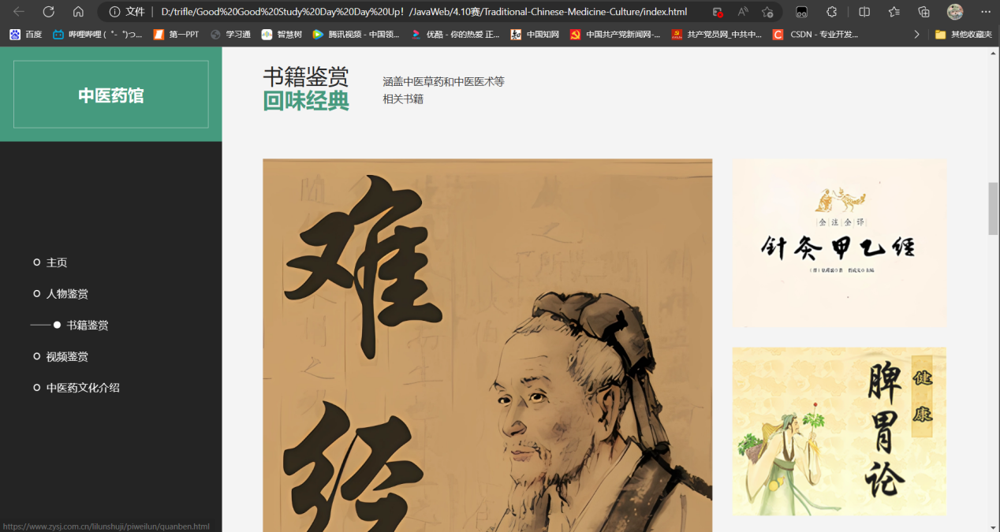 文件
D:/trifle/Good%20Good%20Study%20Day%20Day%20Up! /JavaWeb/4.10赛/Traditional-Chinese-Medicine-Culture/index.html
百度
哔哩哔哩 ( ゜- ゜)つ...
第一PPT
学习通
智慧树
腾讯视频 - 中国领...
优酷 - 你的热爱 正...
中国知网
中国共产党新闻网-...
共产党员网_中共中...
CSDN - 专业开发...
其他收藏夹
中医药馆
主页
人物鉴赏
书籍鉴赏
视频鉴赏
中医药文化介绍
https://www.zysj.com.cn/lilunshuji/piweilun/quanben.html
书籍鉴赏
回味经典
涵盖中医草药和中医医术等
相关书籍
难
经
全注全译
针灸甲乙经
健康
脾胃论